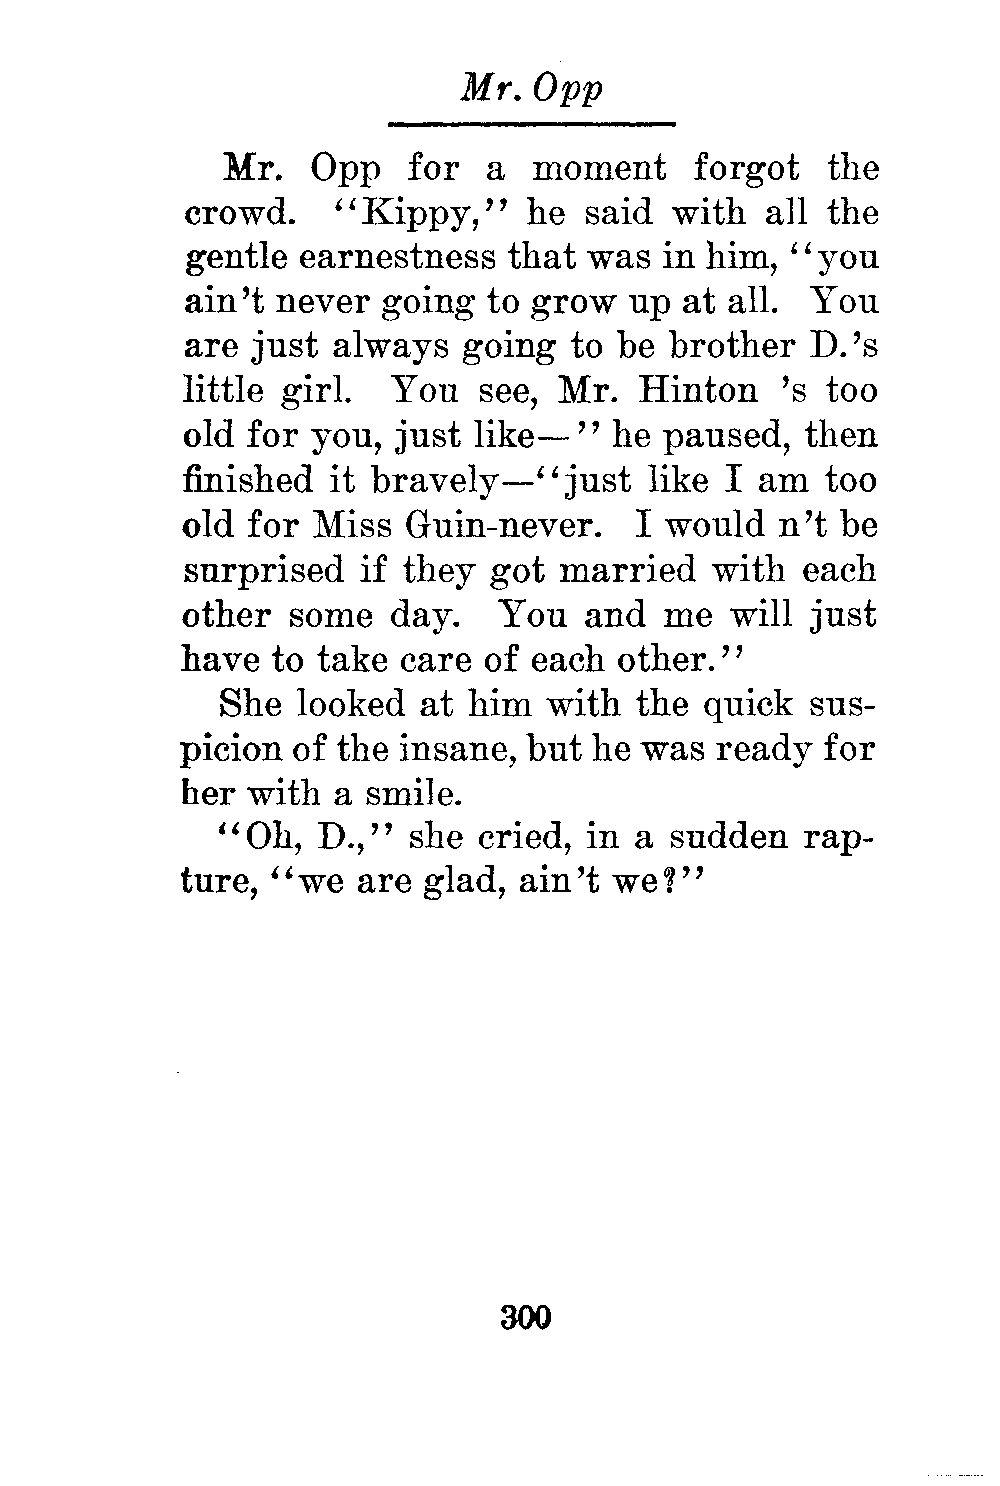 Mr. Opp
Mr. Opp for a moment forgot the
crowd. "Kippy," he said with all the
gentle earnestness that was in him, "you
ain't never going to grow up at all. You
are just always going to be brother D.'s
little girl. You see, Mr. Hinton 's too
old for you, just like—" he paused, then
finished it bravely—"just like I am too
old for Miss Guin-never. I would n't be
surprised if they got married with each
other some day. You and me will just
have to take care of each other."
She looked at him with the quick sus-
picion of the insane, but he was ready for
her with a smile.
"Oh, D.," she cried, in a sudden rap-
ture, "we are glad, ain't we?"
300